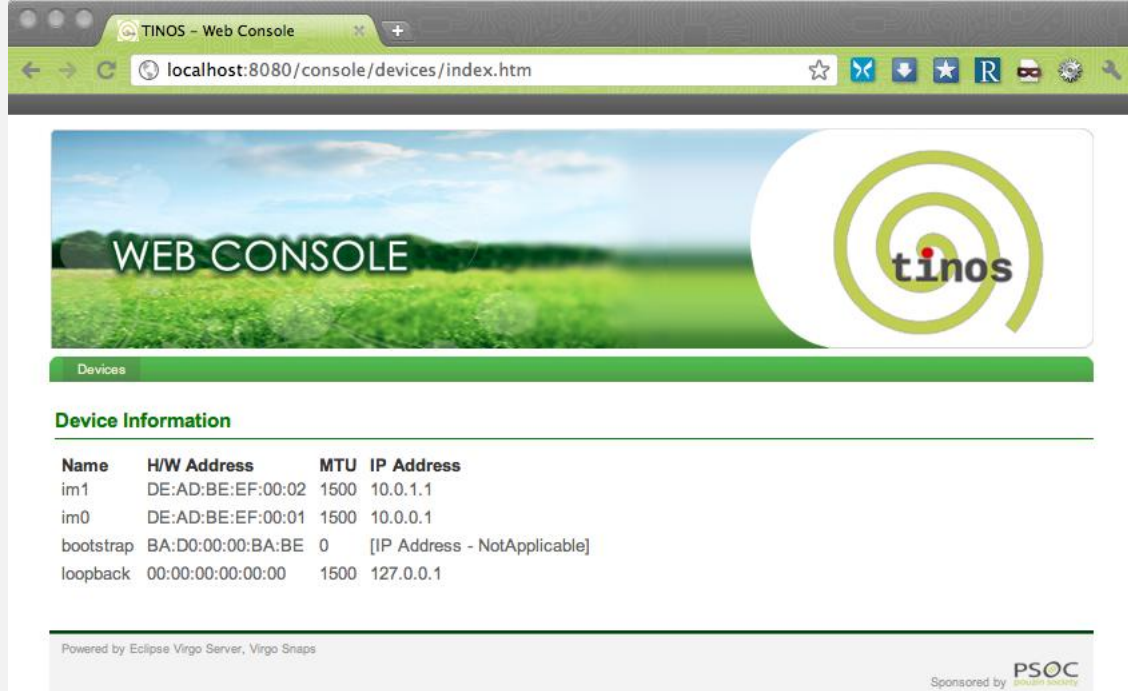 TINOS – Web Console
localhost:8080/console/devices/index.htm
R
WEB CONSOLE
tinos
Devices
Device Information
Name H/W Address MTU IP Address
im1 DE:AD:BE:EF:00:02 1500 10.0.1.1
im0 DE:AD:BE:EF:00:01 1500 10.0.0.1
bootstrap BA:D0:00:00:BA:BE 0 [IP Address - NotApplicable]
loopback 00:00:00:00:00:00 1500 127.0.0.1
Powered by Eclipse Virgo Server, Virgo Snaps
Sponsored by PSOC
pouzin society